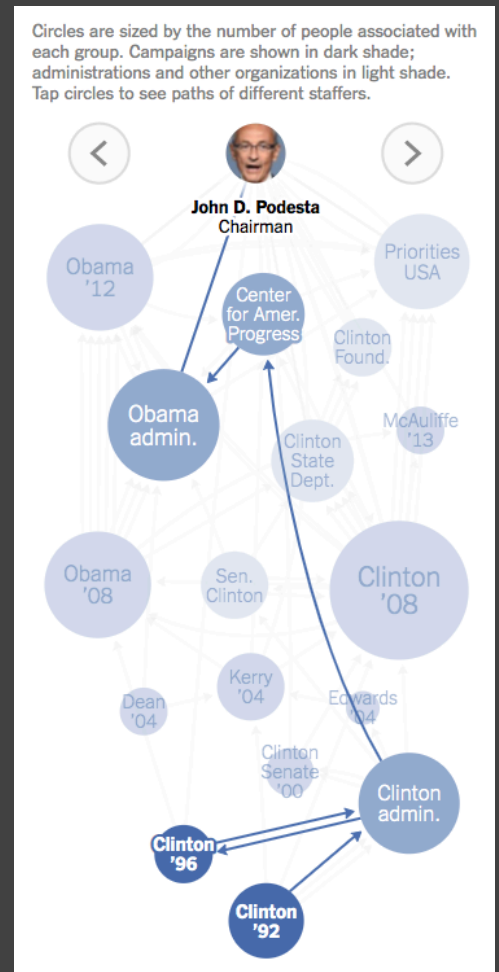 Circles are sized by the number of people associated with
each group. Campaigns are shown in dark shade;
administrations and other organizations in light shade.
Tap circles to see paths of different staffers.
John D. Podesta
Chairman
Obama
'12
Priorities
USA
Center
for Amer.
Progress
Clinton
Found.
Obama
admin.
McAuliffe
'13
Clinton
State
Dept.
Obama
'08
Sen.
Clinton
Clinton
'08
Kerry
'04
Dean
'04
Edwards
'04
Clinton
Senate
'00
Clinton
admin.
Clinton
'96
Clinton
'92